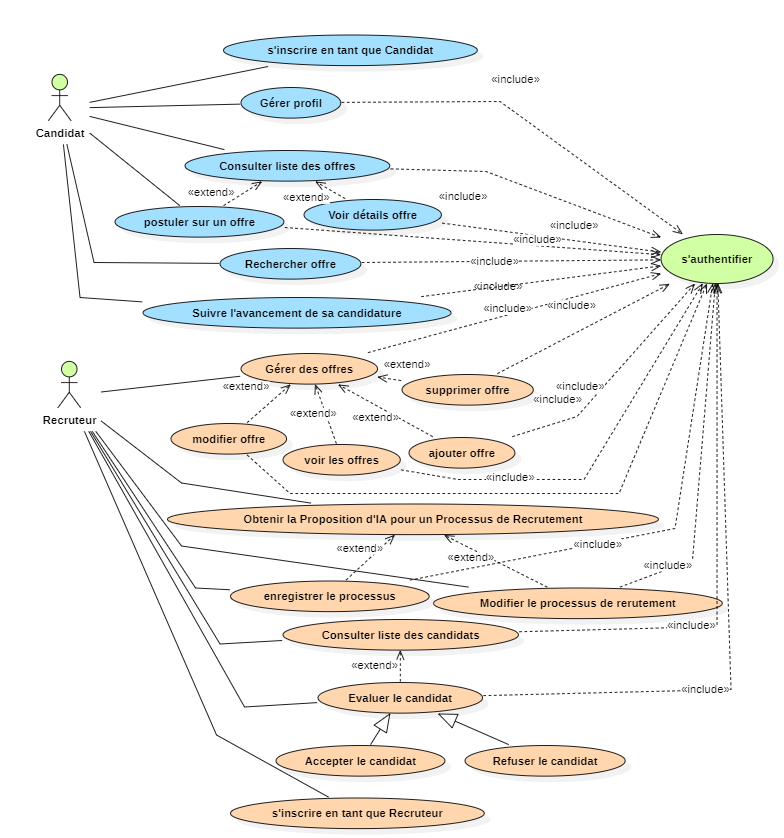 s'inscrire en tant que Candidat
«include»
Gérer profil
Candidat
Consulter liste des offres
«extend»
«extend»
«include»
postuler sur un offre
Voir détails offre
«include»
«include»
s'authentifier
Rechercher offre
«include»
«include»
Suivre l'avancement de sa candidature
«include»
«include»
Gérer des offres
«extend»
«extend»
supprimer offre
«include»
«include»
Recruteur
«extend»
«extend»
modifier offre
voir les offres
ajouter offre
«include»
Obtenir la Proposition d'IA pour un Processus de Recrutement
«extend»
«include»
«extend»
«include»
enregistrer le processus
Modifier le processus de rerutement
«include»
Consulter liste des candidats
«extend»
«include»
Evaluer le candidat
Accepter le candidat
Refuser le candidat
s'inscrire en tant que Recruteur